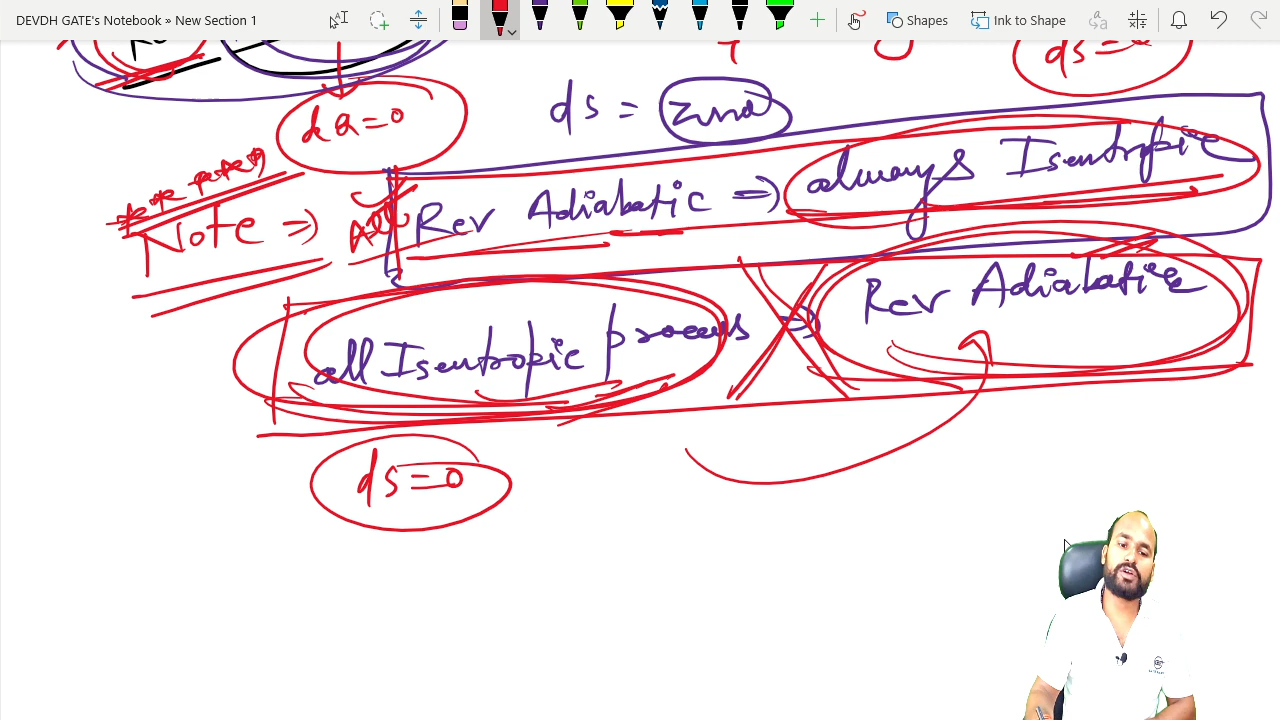 DEVDH GATE's Notebook » New Section 1
Shapes
Ink to Shape
ds=0
dQ=0
ds = zero
Note ⇒ All Rev Adiabatic ⇒ always Isentropic
all Isentropic process ⇒ Rev Adiabatic
ds=0